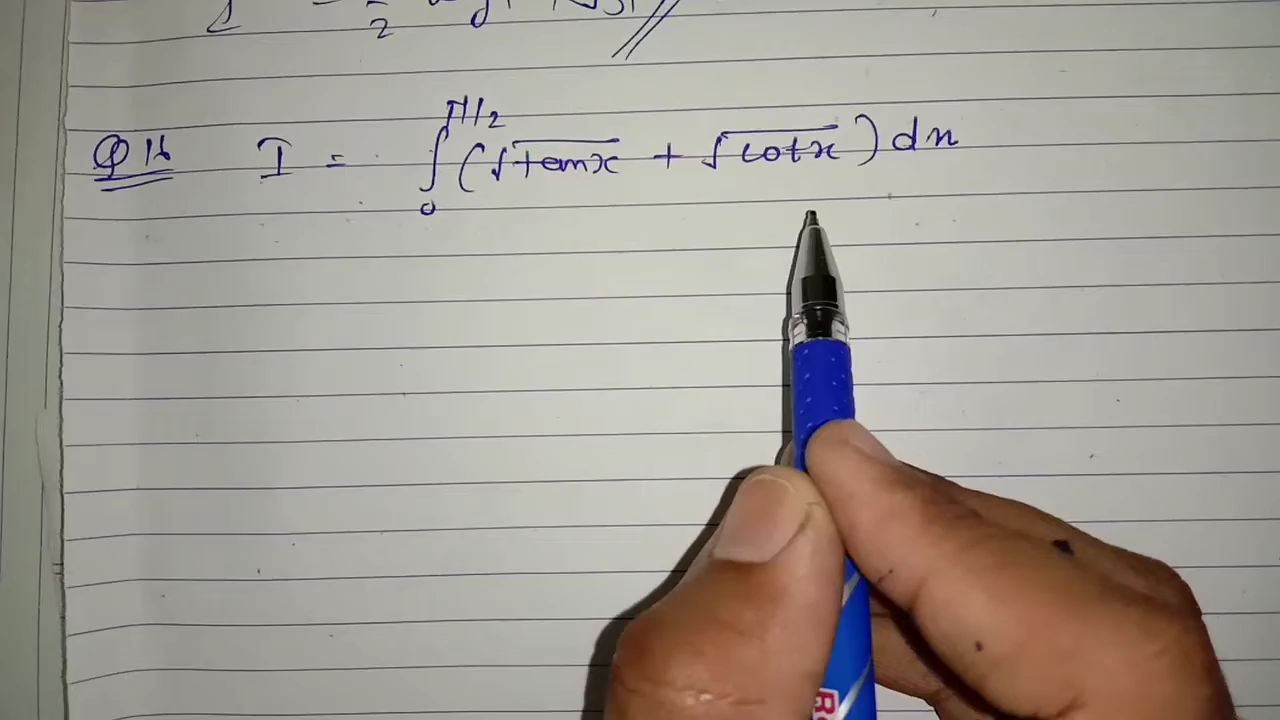 Q 16 I = ∫₀^π/2 (√tanx + √cotx) dx